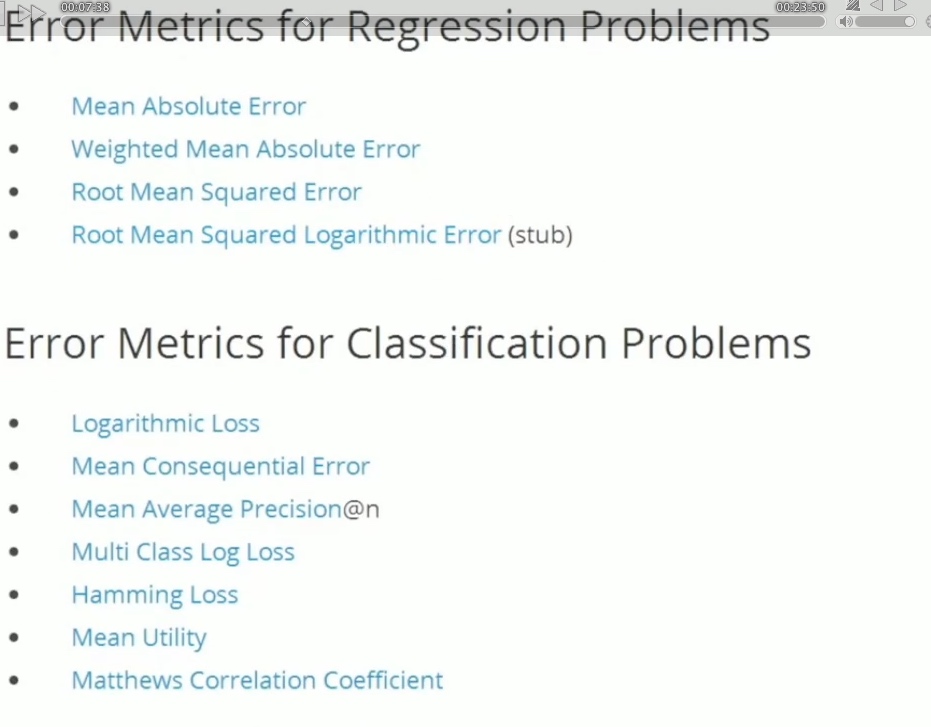 00:07:38
00:23:50
Error Metrics for Regression Problems
• Mean Absolute Error
• Weighted Mean Absolute Error
• Root Mean Squared Error
• Root Mean Squared Logarithmic Error (stub)
Error Metrics for Classification Problems
• Logarithmic Loss
• Mean Consequential Error
• Mean Average Precision@n
• Multi Class Log Loss
• Hamming Loss
• Mean Utility
• Matthews Correlation Coefficient